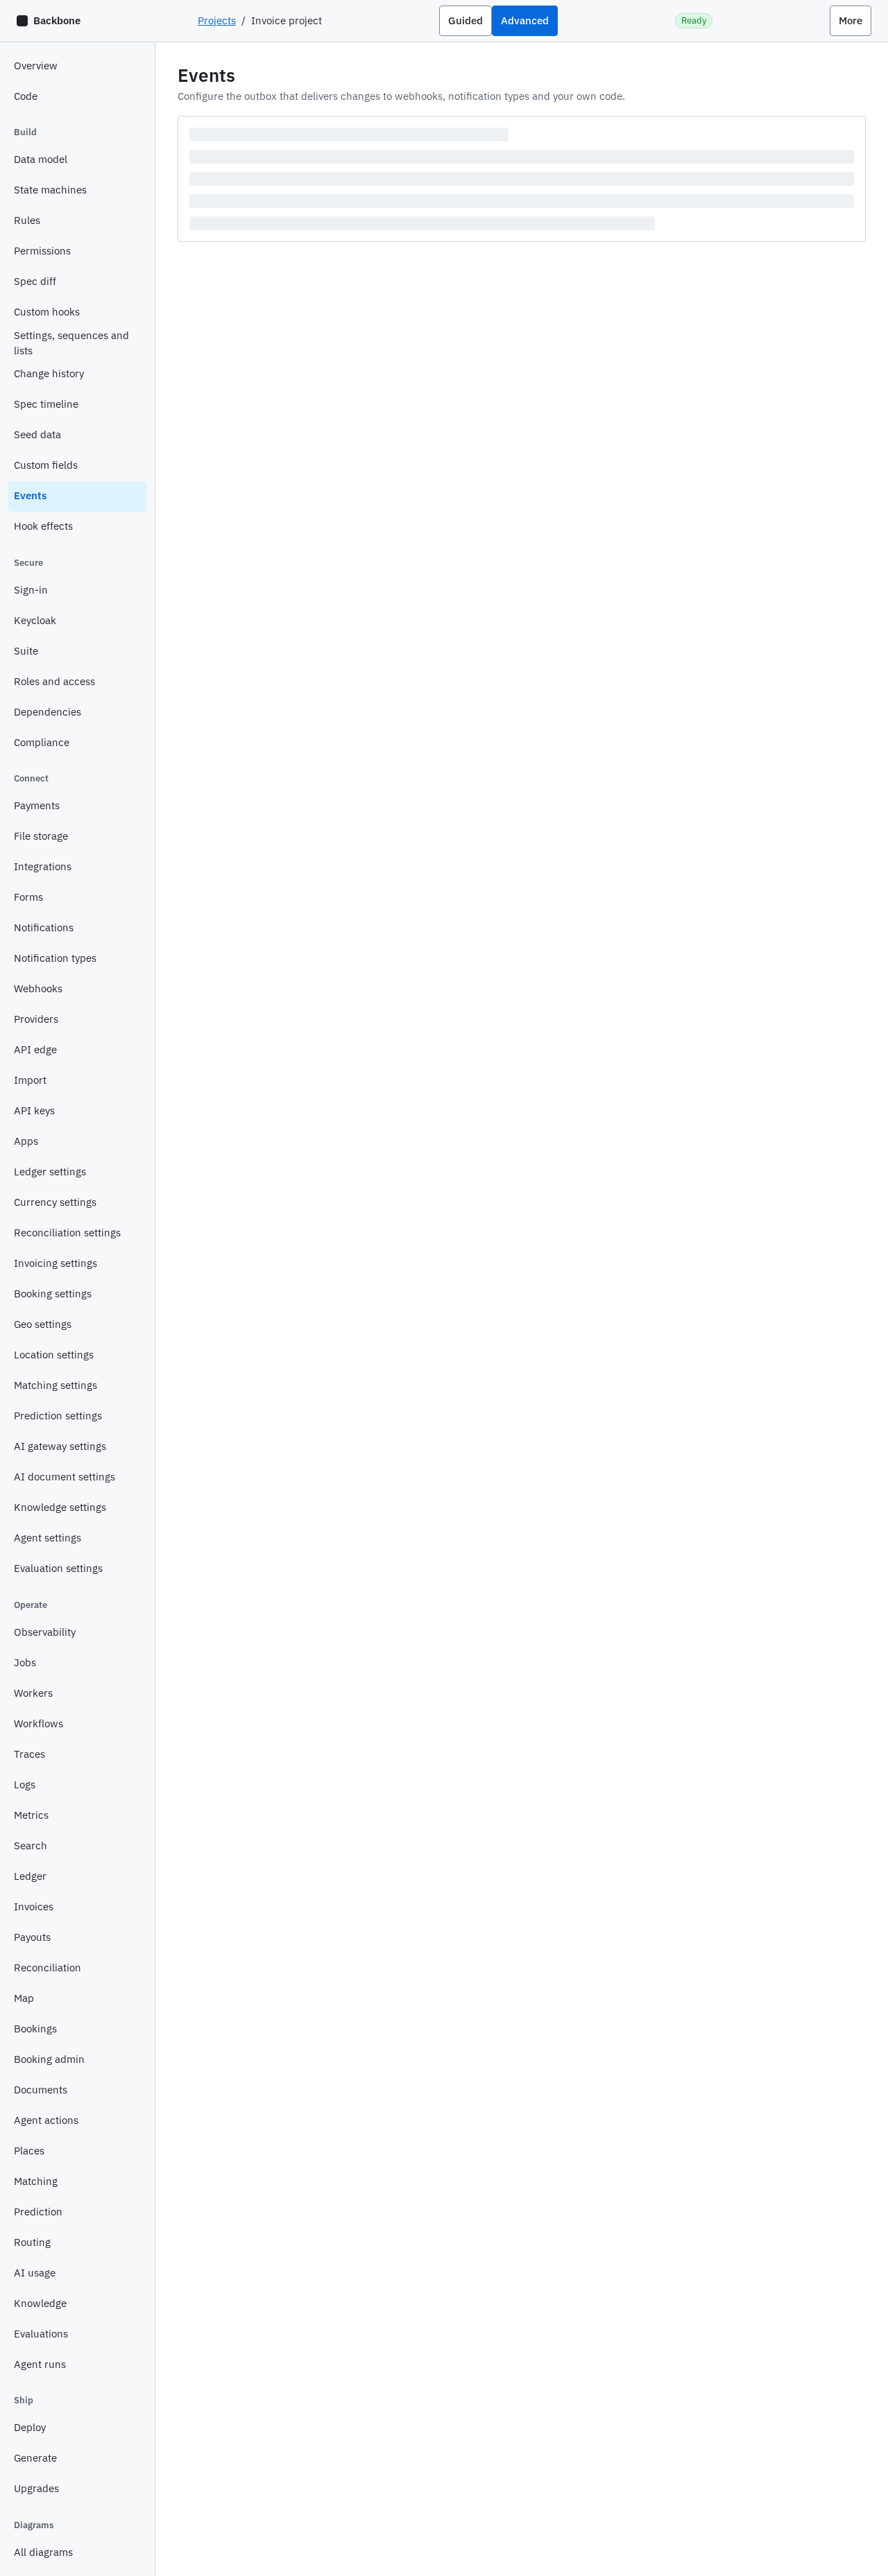 Backbone
Projects / Invoice project
Guided
Advanced
Ready
More
Overview
Code
Build
Data model
State machines
Rules
Permissions
Spec diff
Custom hooks
Settings, sequences and
lists
Change history
Spec timeline
Seed data
Custom fields
Events
Hook effects
Secure
Sign-in
Keycloak
Suite
Roles and access
Dependencies
Compliance
Connect
Payments
File storage
Integrations
Forms
Notifications
Notification types
Webhooks
Providers
API edge
Import
API keys
Apps
Ledger settings
Currency settings
Reconciliation settings
Invoicing settings
Booking settings
Geo settings
Location settings
Matching settings
Prediction settings
AI gateway settings
AI document settings
Knowledge settings
Agent settings
Evaluation settings
Operate
Observability
Jobs
Workers
Workflows
Traces
Logs
Metrics
Search
Ledger
Invoices
Payouts
Reconciliation
Map
Bookings
Booking admin
Documents
Agent actions
Places
Matching
Prediction
Routing
AI usage
Knowledge
Evaluations
Agent runs
Ship
Deploy
Generate
Upgrades
Diagrams
All diagrams
Events
Configure the outbox that delivers changes to webhooks, notification types and your own code.